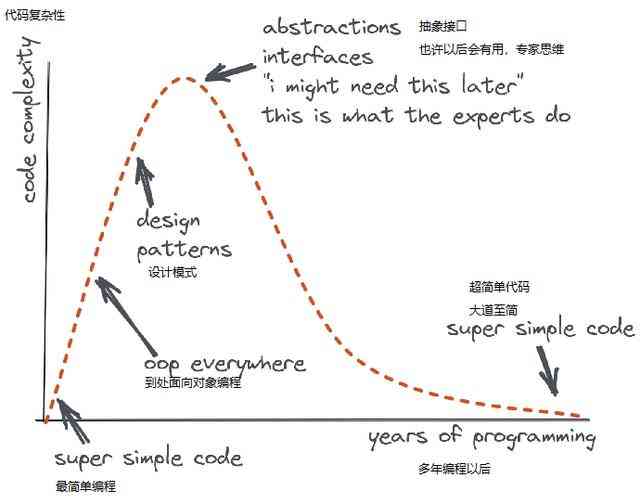 代码复杂性
code complexity
abstractions
抽象接口
interfaces
也许以后会有用，专家思维
"i might need this later"
this is what the experts do
design
patterns
设计模式
oop everywhere
到处面向对象编程
super simple code
最简单编程
超简单代码
大道至简
super simple code
years of programming
多年编程以后